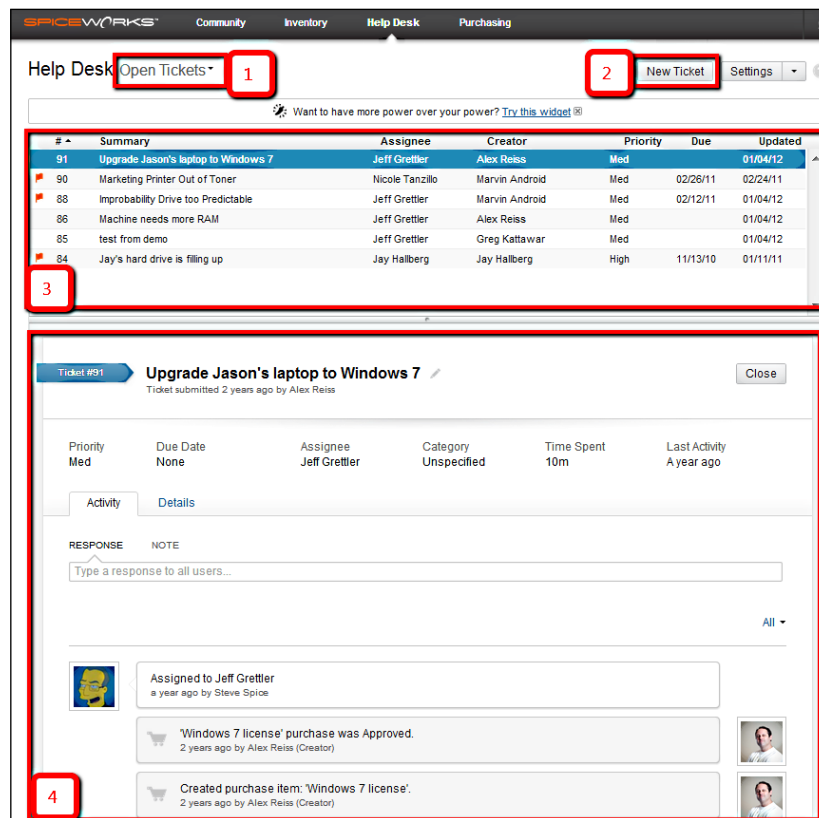 SPICEWORKS Community Inventory Help Desk Purchasing
Help Desk Open Tickets 1 2 New Ticket Settings
Want to have more power over your power? Try this widget
# Summary Assignee Creator Priority Due Updated
91 Upgrade Jason's laptop to Windows 7 Jeff Grettler Alex Reiss Med 01/04/12
90 Marketing Printer Out of Toner Nicole Tanzillo Marvin Android Med 02/26/11 02/24/11
88 Improbability Drive too Predictable Jeff Grettler Marvin Android Med 02/12/11 01/04/12
86 Machine needs more RAM Jeff Grettler Alex Reiss Med 01/04/12
85 test from demo Jeff Grettler Greg Kattawar Med 01/04/12
84 Jay's hard drive is filling up Jay Hallberg Jay Hallberg High 11/13/10 01/11/11
3
Ticket #91 Upgrade Jason's laptop to Windows 7 Close
Ticket submitted 2 years ago by Alex Reiss
Priority Due Date Assignee Category Time Spent Last Activity
Med None Jeff Grettler Unspecified 10m A year ago
Activity Details
RESPONSE NOTE
Type a response to all users...
All
Assigned to Jeff Grettler
a year ago by Steve Spice
'Windows 7 license' purchase was Approved.
2 years ago by Alex Reiss (Creator)
Created purchase item: 'Windows 7 license'.
2 years ago by Alex Reiss (Creator)
4